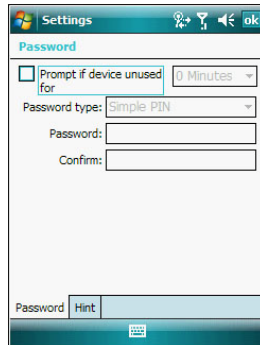 Settings ok
Password
Prompt if device unused for 0 Minutes
Password type: Simple PIN
Password:
Confirm:
Password Hint